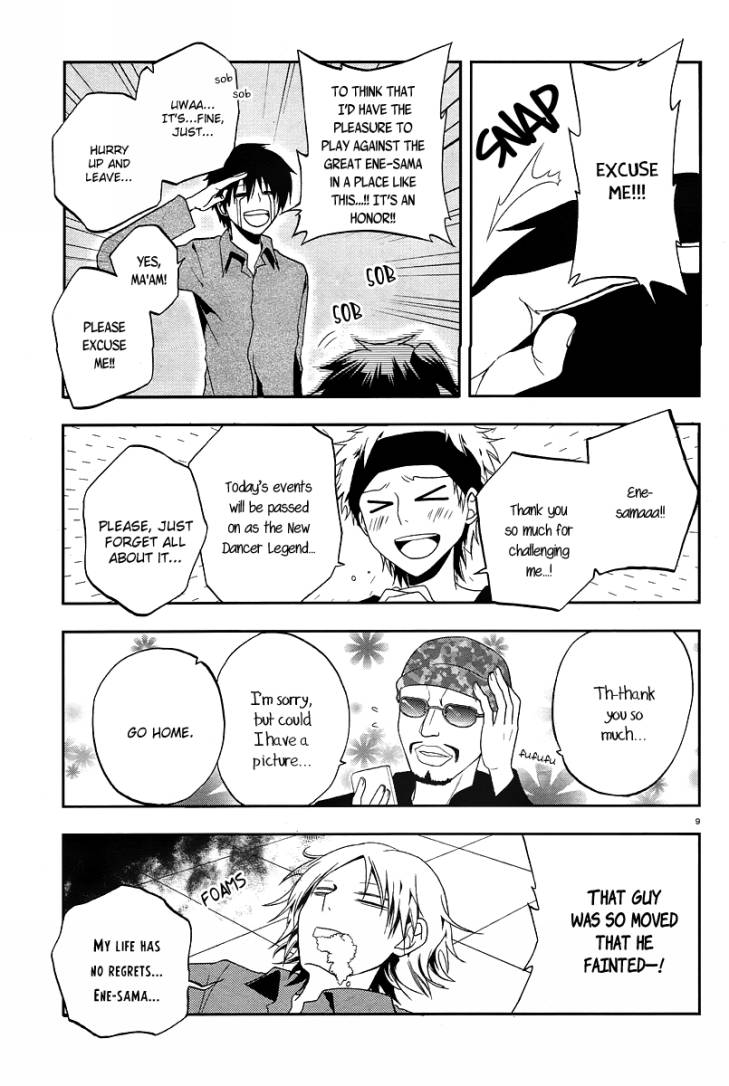 EXCUSE
ME!!!
SNAP
TO THINK THAT
I'D HAVE THE
PLEASURE TO
PLAY AGAINST THE
GREAT ENE-SAMA
IN A PLACE LIKE
THIS...!! IT'S AN
HONOR!!
sob
sob
UWAA...
IT'S...FINE,
JUST...
HURRY
UP AND
LEAVE...
YES,
MA'AM!
PLEASE
EXCUSE
ME!!
SOB
SOB
Ene-
samaaa!!
Thank you
so much for
challenging
me...!
Today's events
will be passed
on as the New
Dancer Legend...
PLEASE, JUST
FORGET ALL
ABOUT IT...
Th-thank
you so
much...
fufufu
I'm sorry,
but could
I have a
picture...
GO HOME.
9
THAT GUY
WAS SO MOVED
THAT HE
FAINTED—!
FOAMS
MY LIFE HAS
NO REGRETS...
ENE-SAMA...